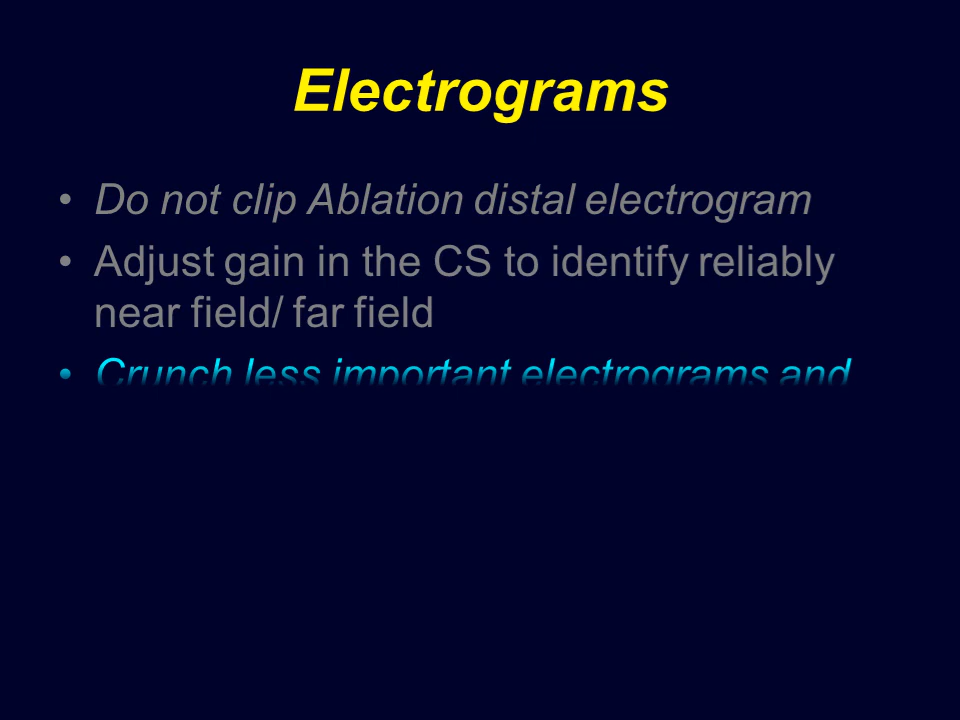 Electrograms
• Do not clip Ablation distal electrogram
• Adjust gain in the CS to identify reliably
near field/ far field
• Crunch less important electrograms and